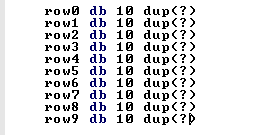 row0 db 10 dup(?)
row1 db 10 dup(?)
row2 db 10 dup(?)
row3 db 10 dup(?)
row4 db 10 dup(?)
row5 db 10 dup(?)
row6 db 10 dup(?)
row7 db 10 dup(?)
row8 db 10 dup(?)
row9 db 10 dup(?)